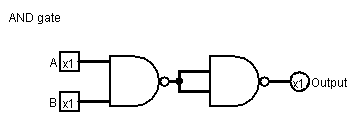 AND gate
A x1
x1 Output
B x1